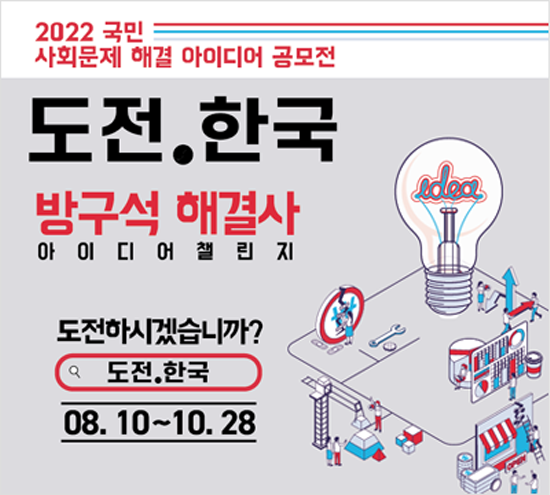 2022 국민
사회문제 해결 아이디어 공모전
도전.한국
방구석 해결사
아이디어챌린지
idea
도전하시겠습니까?
도전.한국
08. 10~10. 28
OPEN